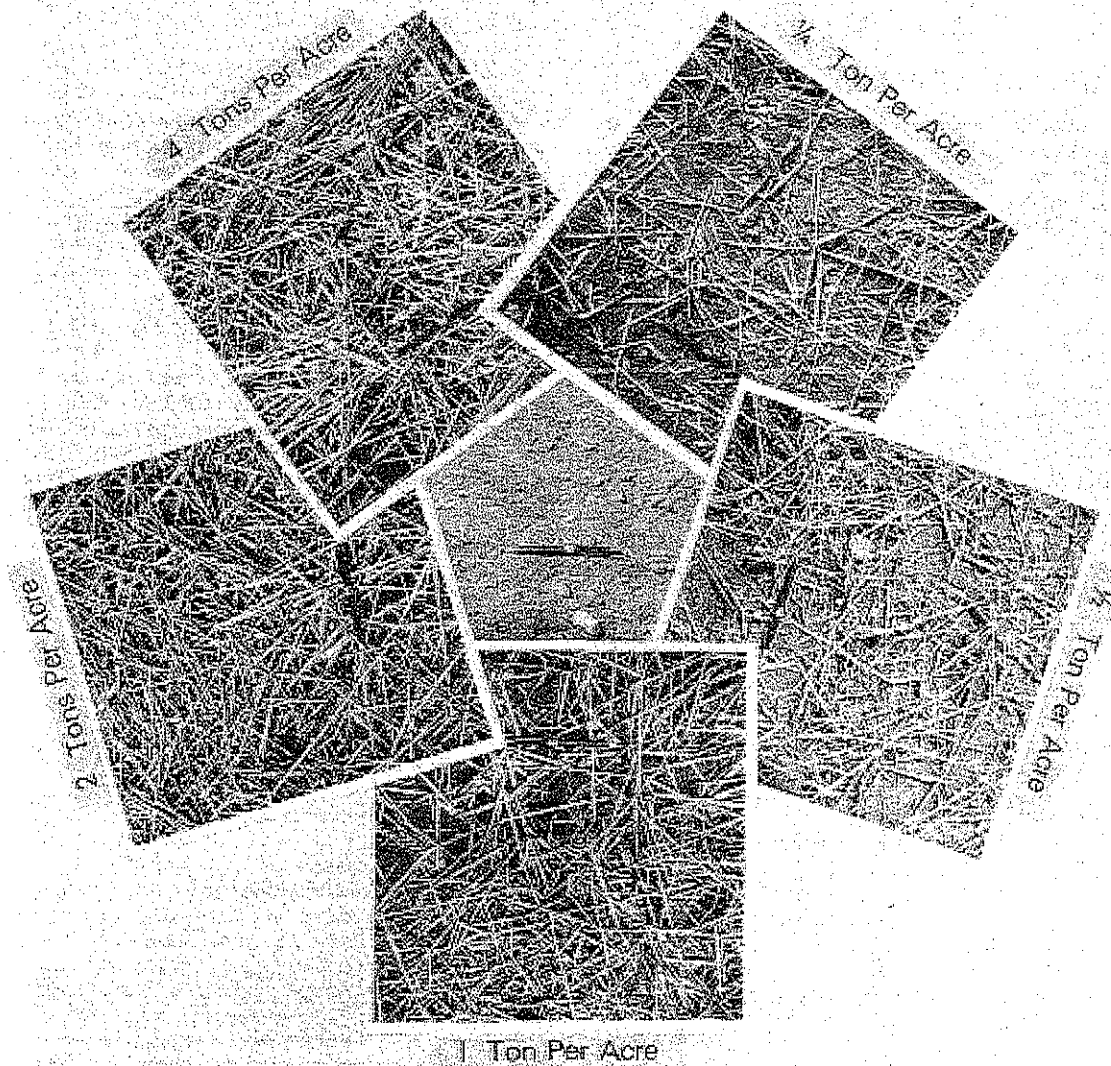 4 Tons Per Acre
¼ Ton Per Acre
½ Ton Per Acre
2 Tons Per Acre
1 Ton Per Acre